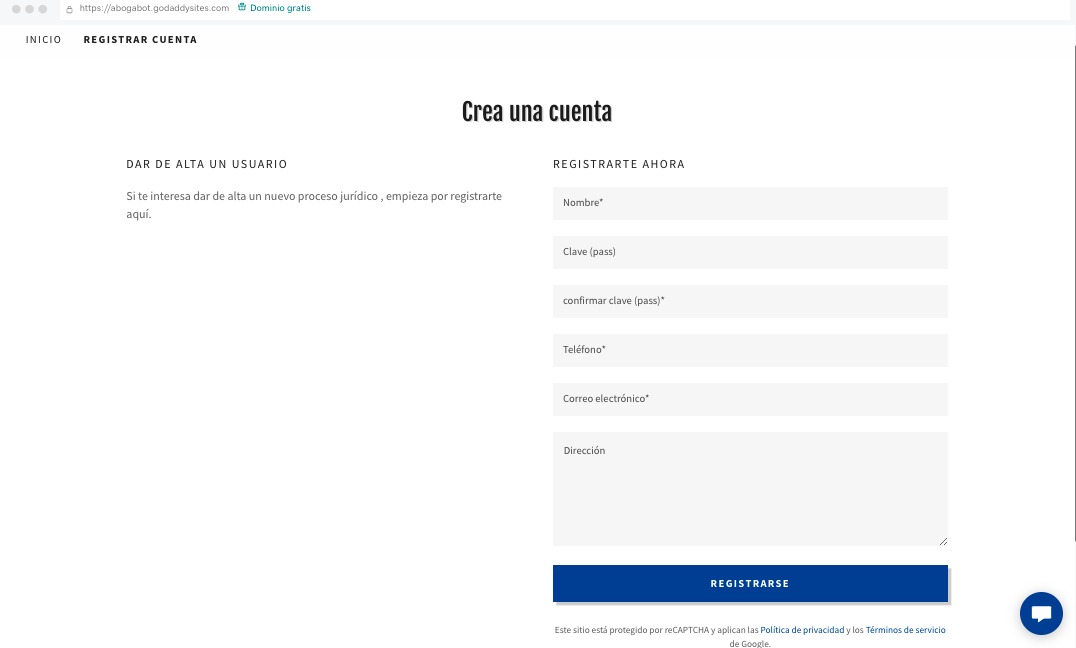 https://abogabot.godaddysites.com Dominio gratis
INICIO REGISTRAR CUENTA
Crea una cuenta
DAR DE ALTA UN USUARIO
Si te interesa dar de alta un nuevo proceso jurídico , empieza por registrarte
aquí.
REGISTRARTE AHORA
Nombre*
Clave (pass)
confirmar clave (pass)*
Teléfono*
Correo electrónico*
Dirección
REGISTRARSE
Este sitio está protegido por reCAPTCHA y aplican las Política de privacidad y los Términos de servicio
de Google.